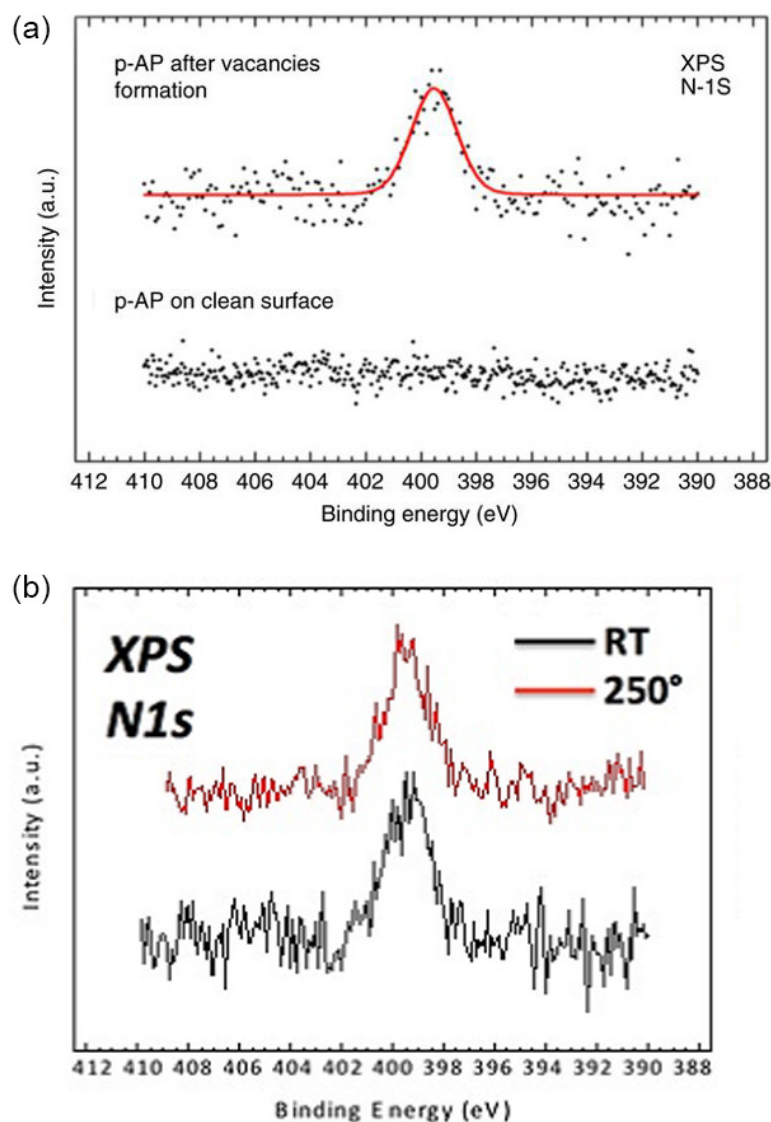 (a)
p-AP after vacancies
formation
XPS
N-1S
Intensity (a.u.)
p-AP on clean surface
412 410 408 406 404 402 400 398 396 394 392 390 388
Binding energy (eV)
(b)
XPS
N1s
RT
250°
Intensity (a.u.)
412 410 408 406 404 402 400 398 396 394 392 390 388
Binding Energy (eV)